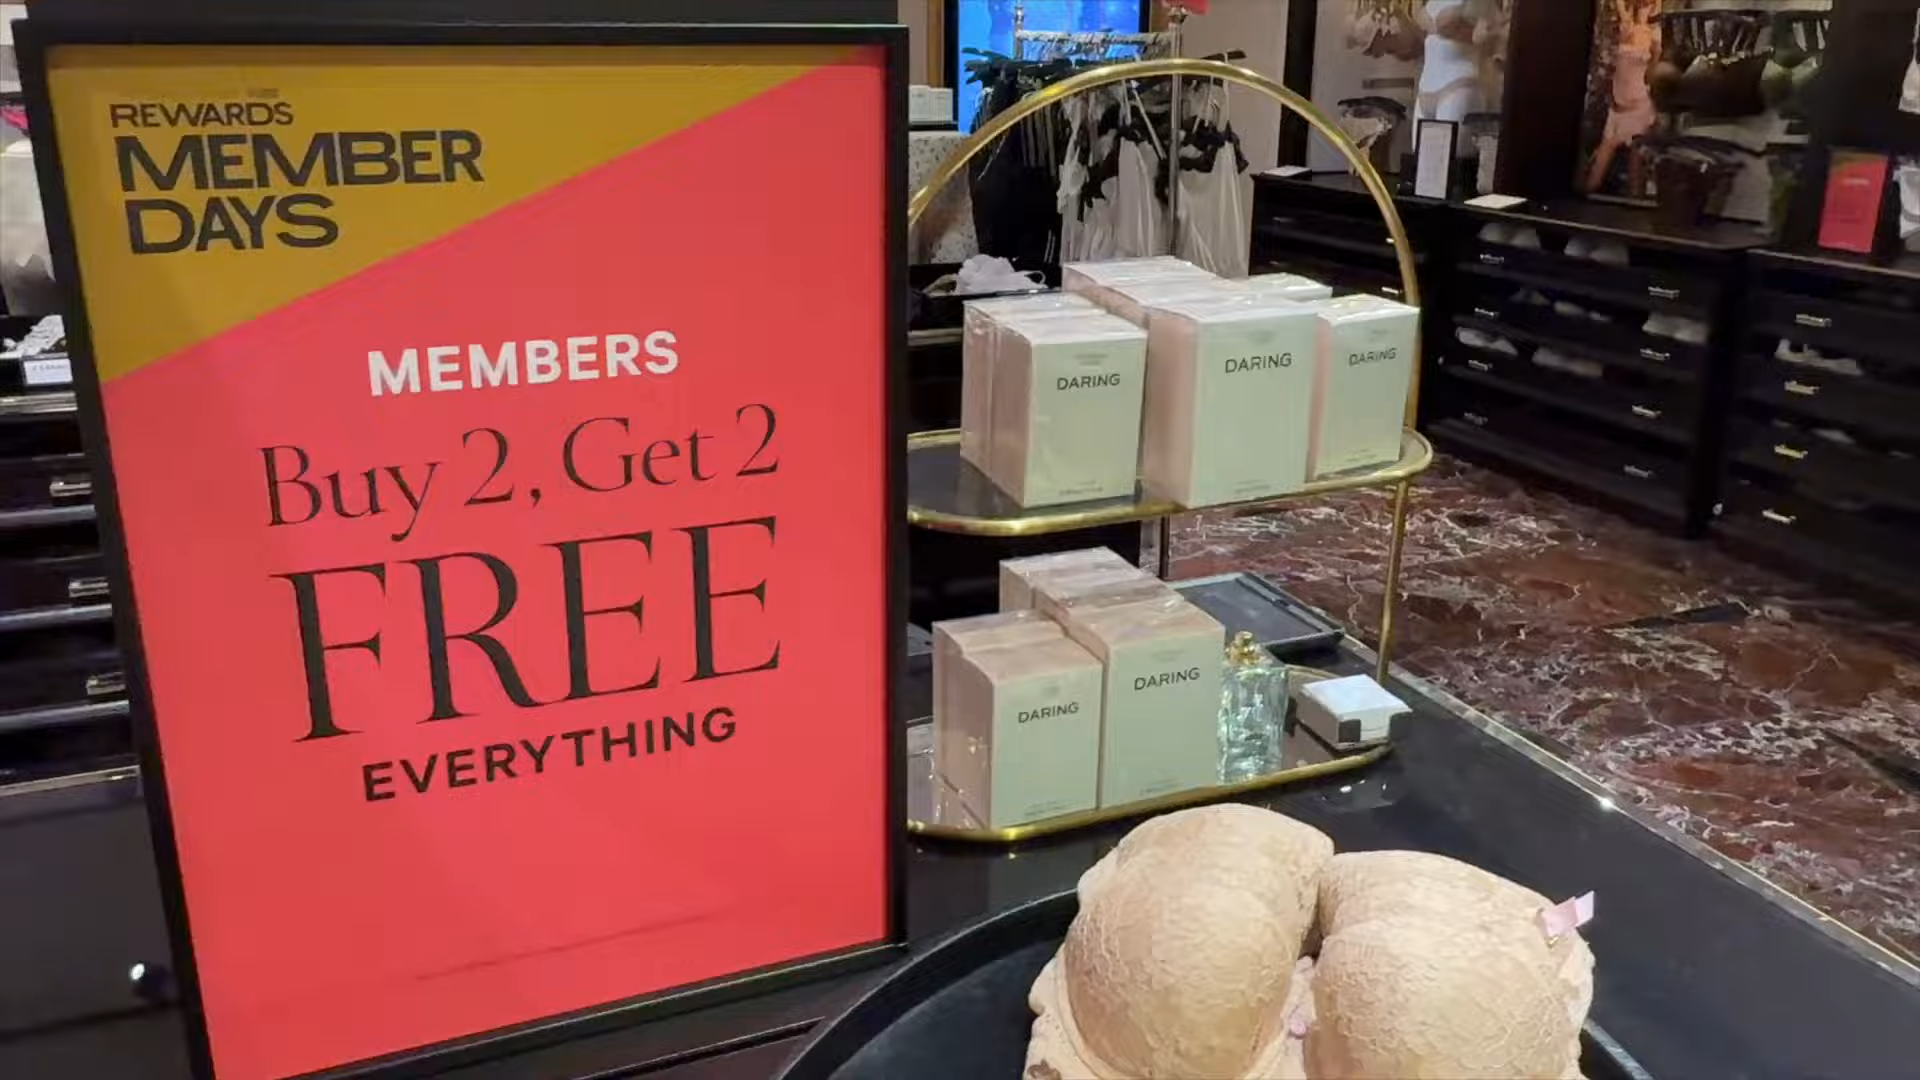 REWARDS
MEMBER
DAYS
MEMBERS
Buy 2, Get 2
FREE
EVERYTHING
DARING
DARING
DARING
DARING
DARING